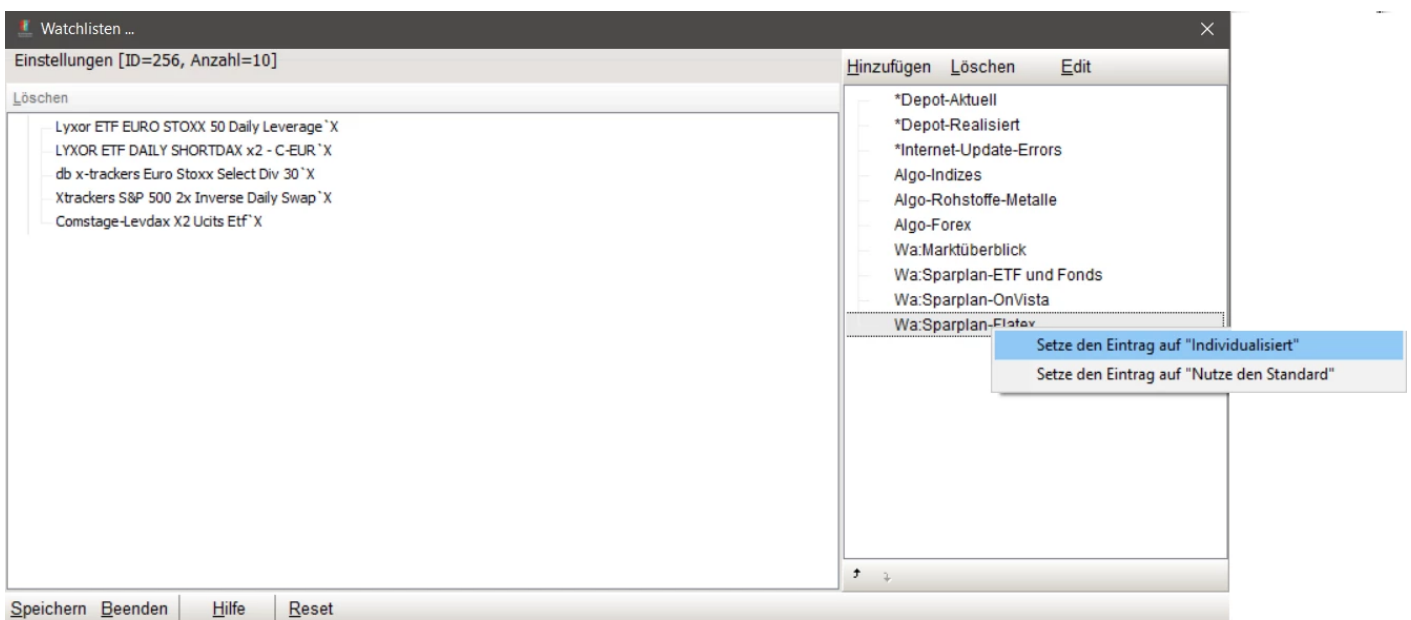 Watchlisten ...
Einstellungen [ID=256, Anzahl=10]
Löschen
Lyxor ETF EURO STOXX 50 Daily Leverage`X
LYXOR ETF DAILY SHORTDAX x2 - C-EUR`X
db x-trackers Euro Stoxx Select Div 30`X
Xtrackers S&P 500 2x Inverse Daily Swap`X
Comstage-Levdax X2 Ucits Etf`X
Hinzufügen Löschen Edit
*Depot-Aktuell
*Depot-Realisiert
*Internet-Update-Errors
Algo-Indizes
Algo-Rohstoffe-Metalle
Algo-Forex
Wa:Marktüberblick
Wa:Sparplan-ETF und Fonds
Wa:Sparplan-OnVista
Wa:Sparplan-Flatex
Setze den Eintrag auf "Individualisiert"
Setze den Eintrag auf "Nutze den Standard"
Speichern Beenden Hilfe Reset